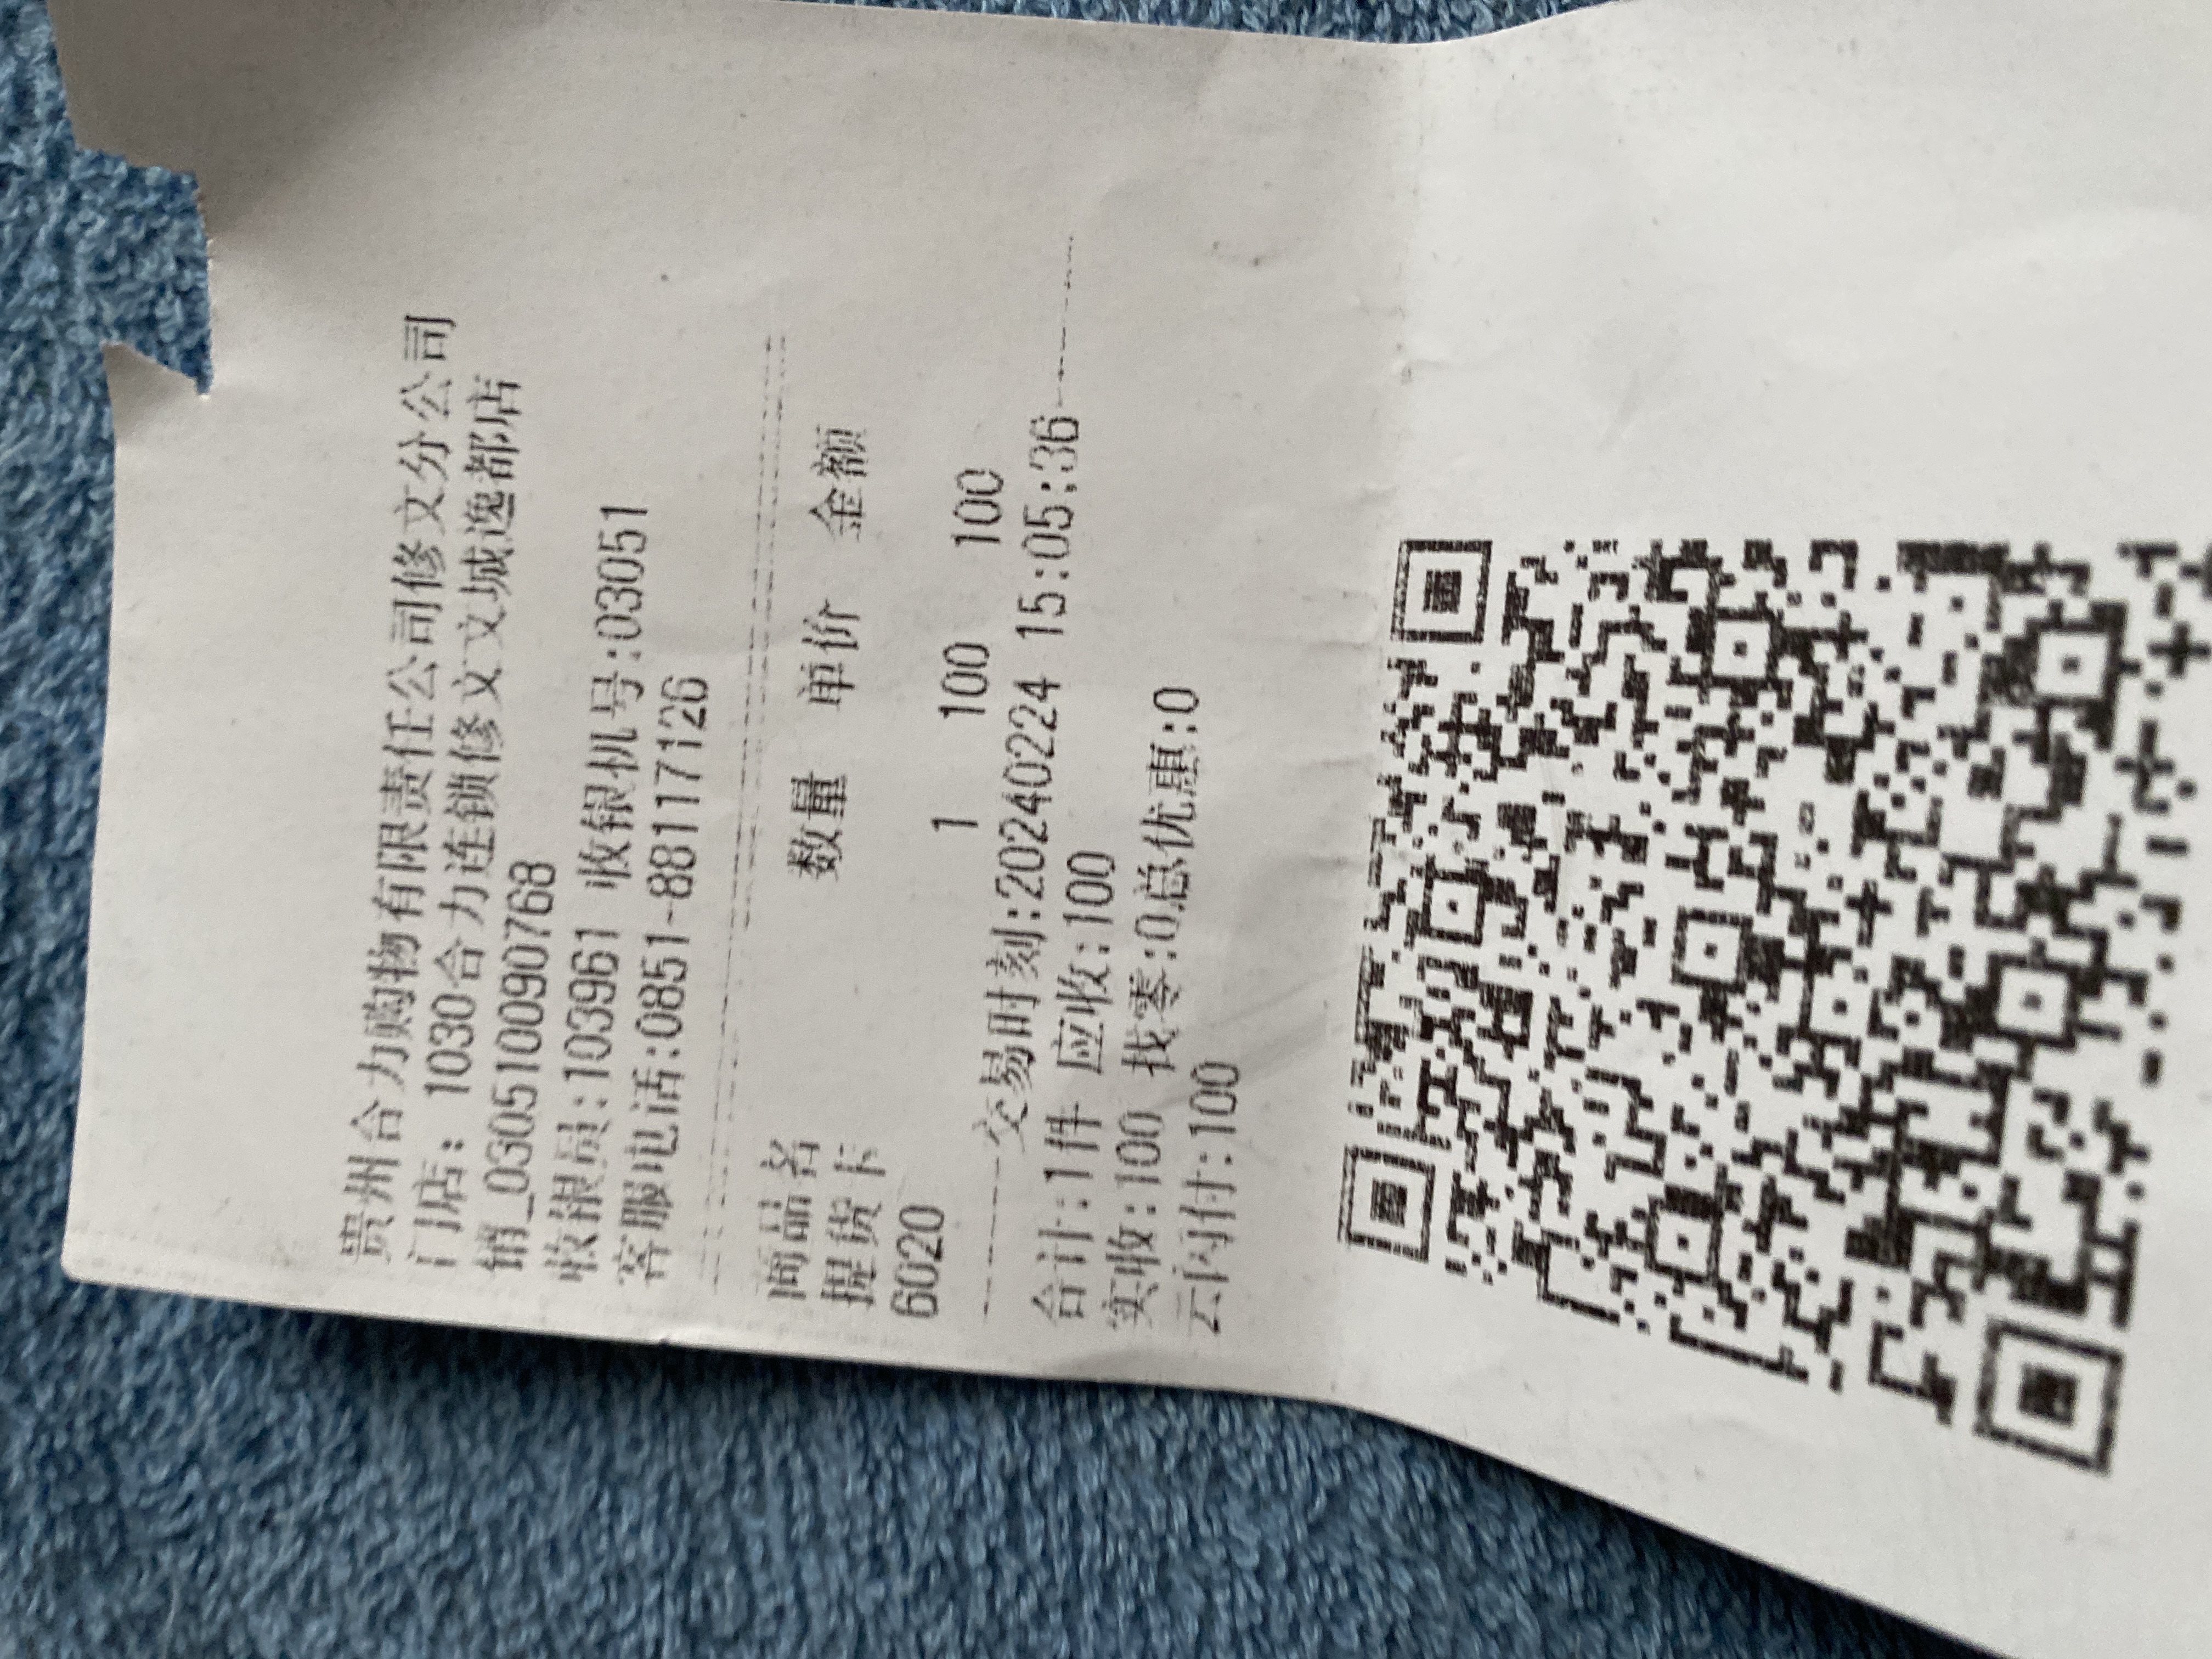 贵州合力购物有限责任公司修文分公司
门店: 1030合力连锁修文文城逸都店
销_030510090768
收银员:103961 收银机号:03051
客服电话:0851-88117126
商品名 数量 单价 金额
提货卡
6020 1 100 100
交易时刻:20240224 15:05:36
合计:1件 应收:100
实收:100 找零:0总优惠:0
云闪付:100